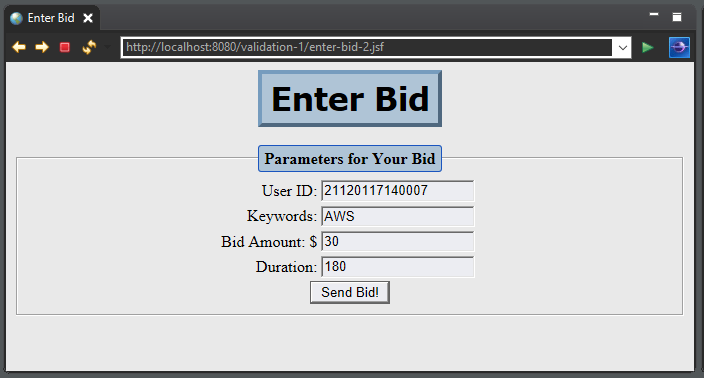 Enter Bid
http://localhost:8080/validation-1/enter-bid-2.jsf
Enter Bid
Parameters for Your Bid
User ID: 21120117140007
Keywords: AWS
Bid Amount: $ 30
Duration: 180
Send Bid!